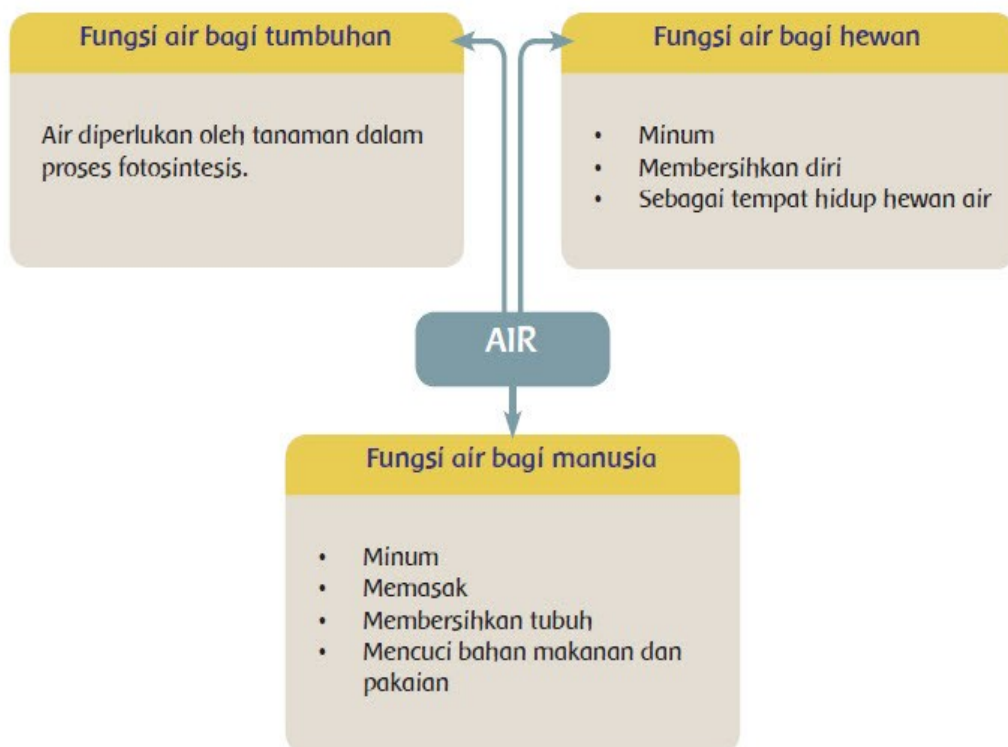 Fungsi air bagi tumbuhan
Air diperlukan oleh tanaman dalam
proses fotosintesis.
Fungsi air bagi hewan
• Minum
• Membersihkan diri
• Sebagai tempat hidup hewan air
AIR
Fungsi air bagi manusia
• Minum
• Memasak
• Membersihkan tubuh
• Mencuci bahan makanan dan
pakaian